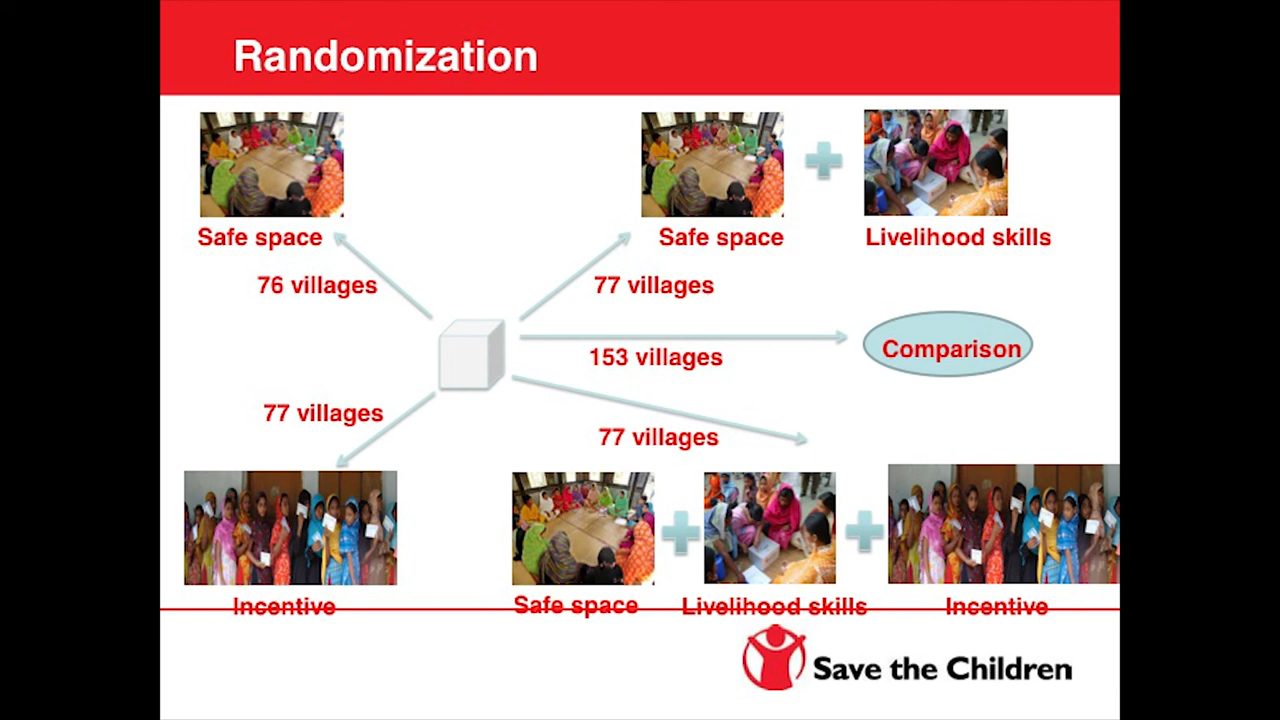 Randomization
Safe space
Safe space
Livelihood skills
76 villages
77 villages
153 villages
Comparison
77 villages
77 villages
Incentive
Safe space
Livelihood skills
Incentive
Save the Children